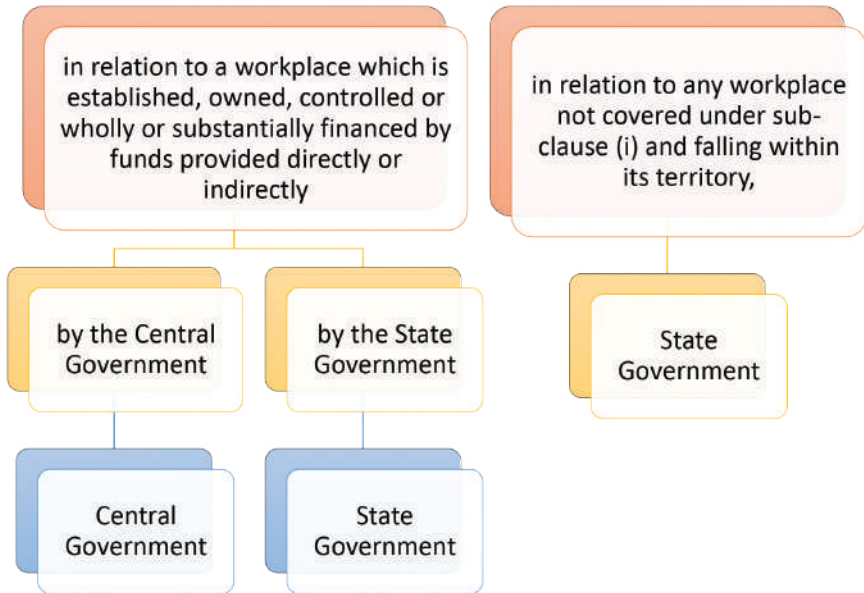 in relation to a workplace which is
established, owned, controlled or
wholly or substantially financed by
funds provided directly or
indirectly
in relation to any workplace
not covered under sub-
clause (i) and falling within
its territory,
by the Central
Government
by the State
Government
State
Government
Central
Government
State
Government